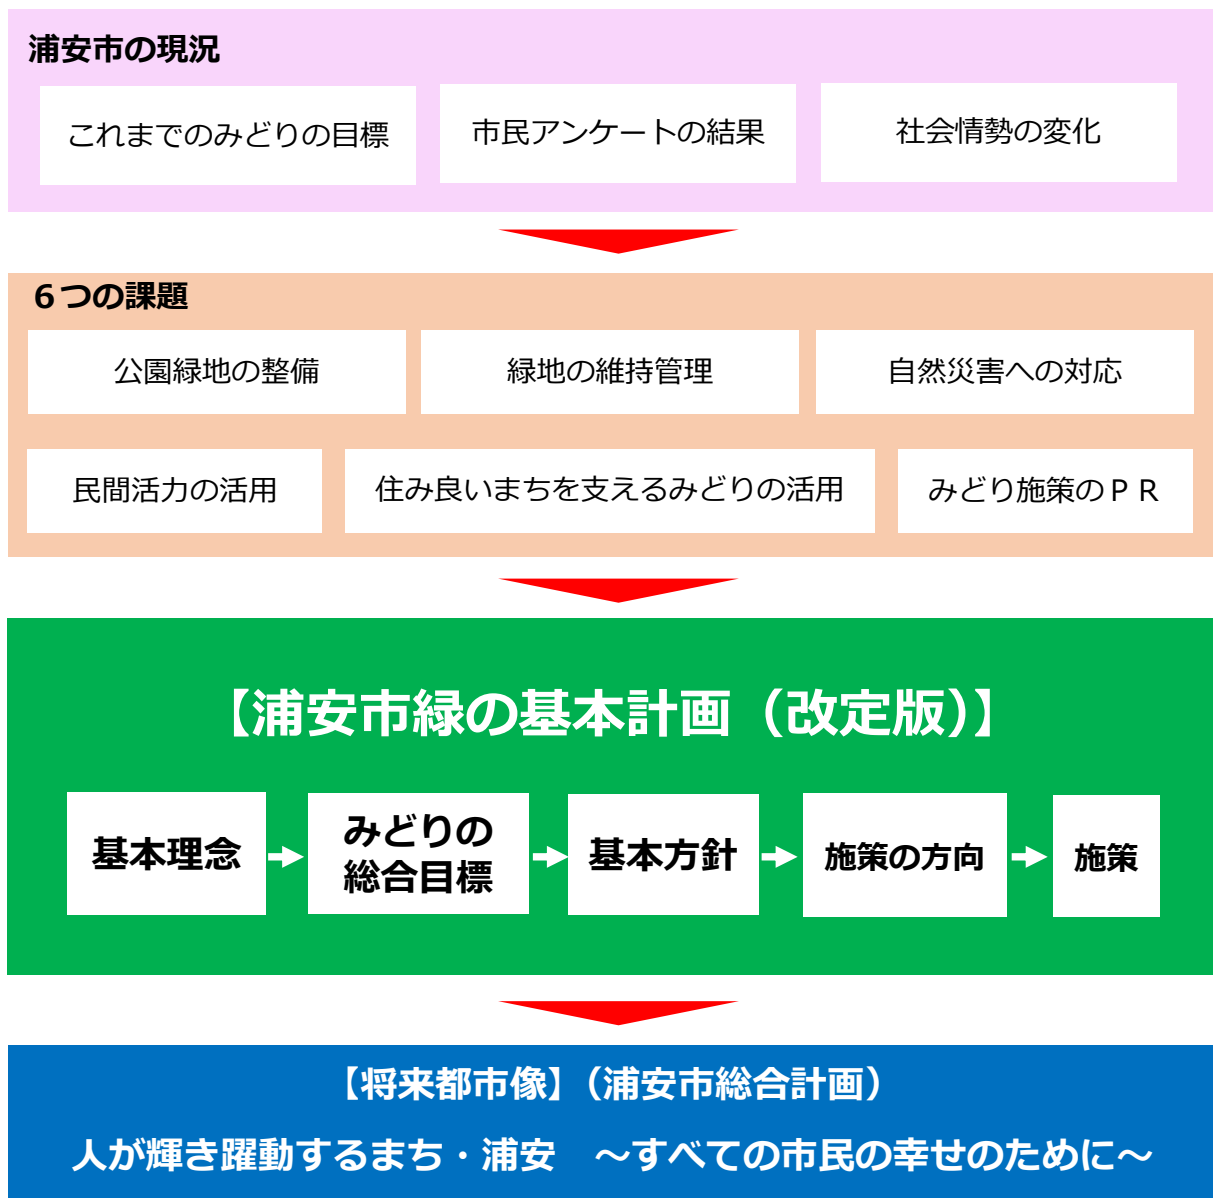 浦安市の現況
これまでのみどりの目標
市民アンケートの結果
社会情勢の変化
６つの課題
公園緑地の整備
緑地の維持管理
自然災害への対応
民間活力の活用
住み良いまちを支えるみどりの活用
みどり施策のＰＲ
【浦安市緑の基本計画（改定版）】
基本理念
みどりの
総合目標
基本方針
施策の方向
施策
【将来都市像】（浦安市総合計画）
人が輝き躍動するまち・浦安　～すべての市民の幸せのために～